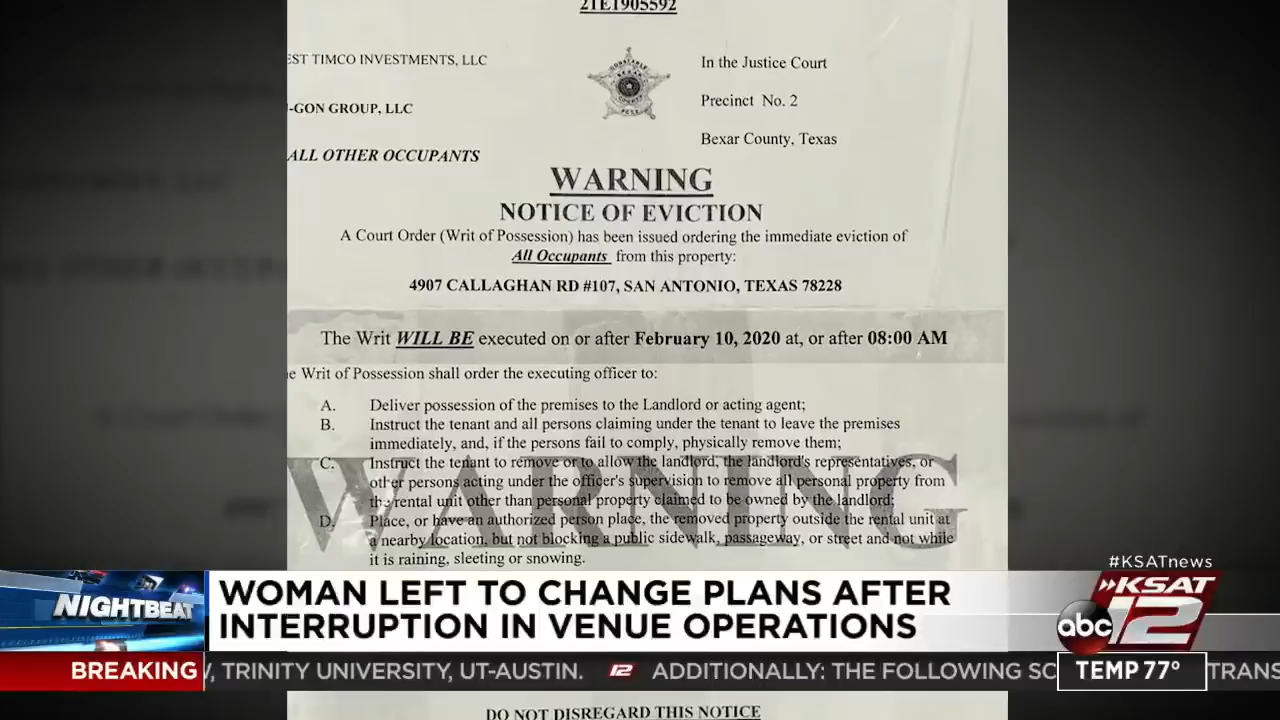 21E1905592
EST TIMCO INVESTMENTS, LLC
In the Justice Court
-GON GROUP, LLC
Precinct No. 2
Bexar County, Texas
ALL OTHER OCCUPANTS
WARNING
NOTICE OF EVICTION
A Court Order (Writ of Possession) has been issued ordering the immediate eviction of
All Occupants from this property:
4907 CALLAGHAN RD #107, SAN ANTONIO, TEXAS 78228
The Writ WILL BE executed on or after February 10, 2020 at, or after 08:00 AM
e Writ of Possession shall order the executing officer to:
A. Deliver possession of the premises to the Landlord or acting agent;
B. Instruct the tenant and all persons claiming under the tenant to leave the premises
immediately, and, if the persons fail to comply, physically remove them;
C. Instruct the tenant to remove or to allow the landlord, the landlord's representatives, or
other persons acting under the officer's supervision to remove all personal property from
the rental unit other than personal property claimed to be owned by the landlord;
D. Place, or have an authorized person place, the removed property outside the rental unit at
a nearby location, but not blocking a public sidewalk, passageway, or street and not while
it is raining, sleeting or snowing.
WARNING
#KSATnews
NIGHTBEAT
WOMAN LEFT TO CHANGE PLANS AFTER
INTERRUPTION IN VENUE OPERATIONS
abc KSAT 12
BREAKING
, TRINITY UNIVERSITY, UT-AUSTIN. 12 ADDITIONALLY: THE FOLLOWING SC
TEMP 77°
TRANS
DO NOT DISREGARD THIS NOTICE